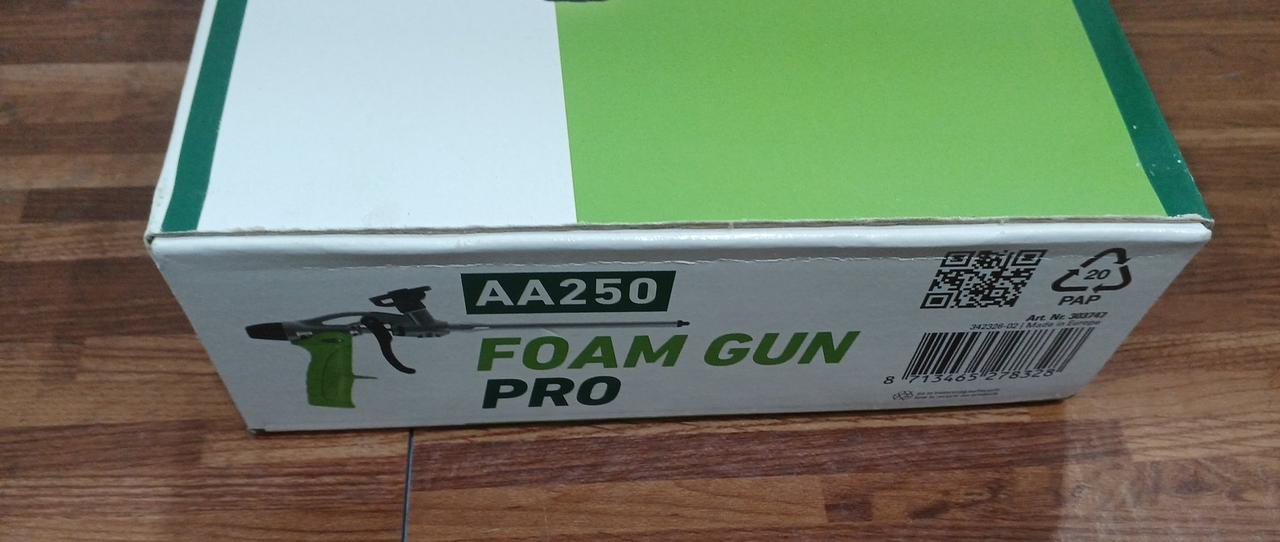 AA250
FOAM GUN
PRO
20
PAP
Art. Nr. 303747
342326-02 | Made in Europe
8 713465 278328